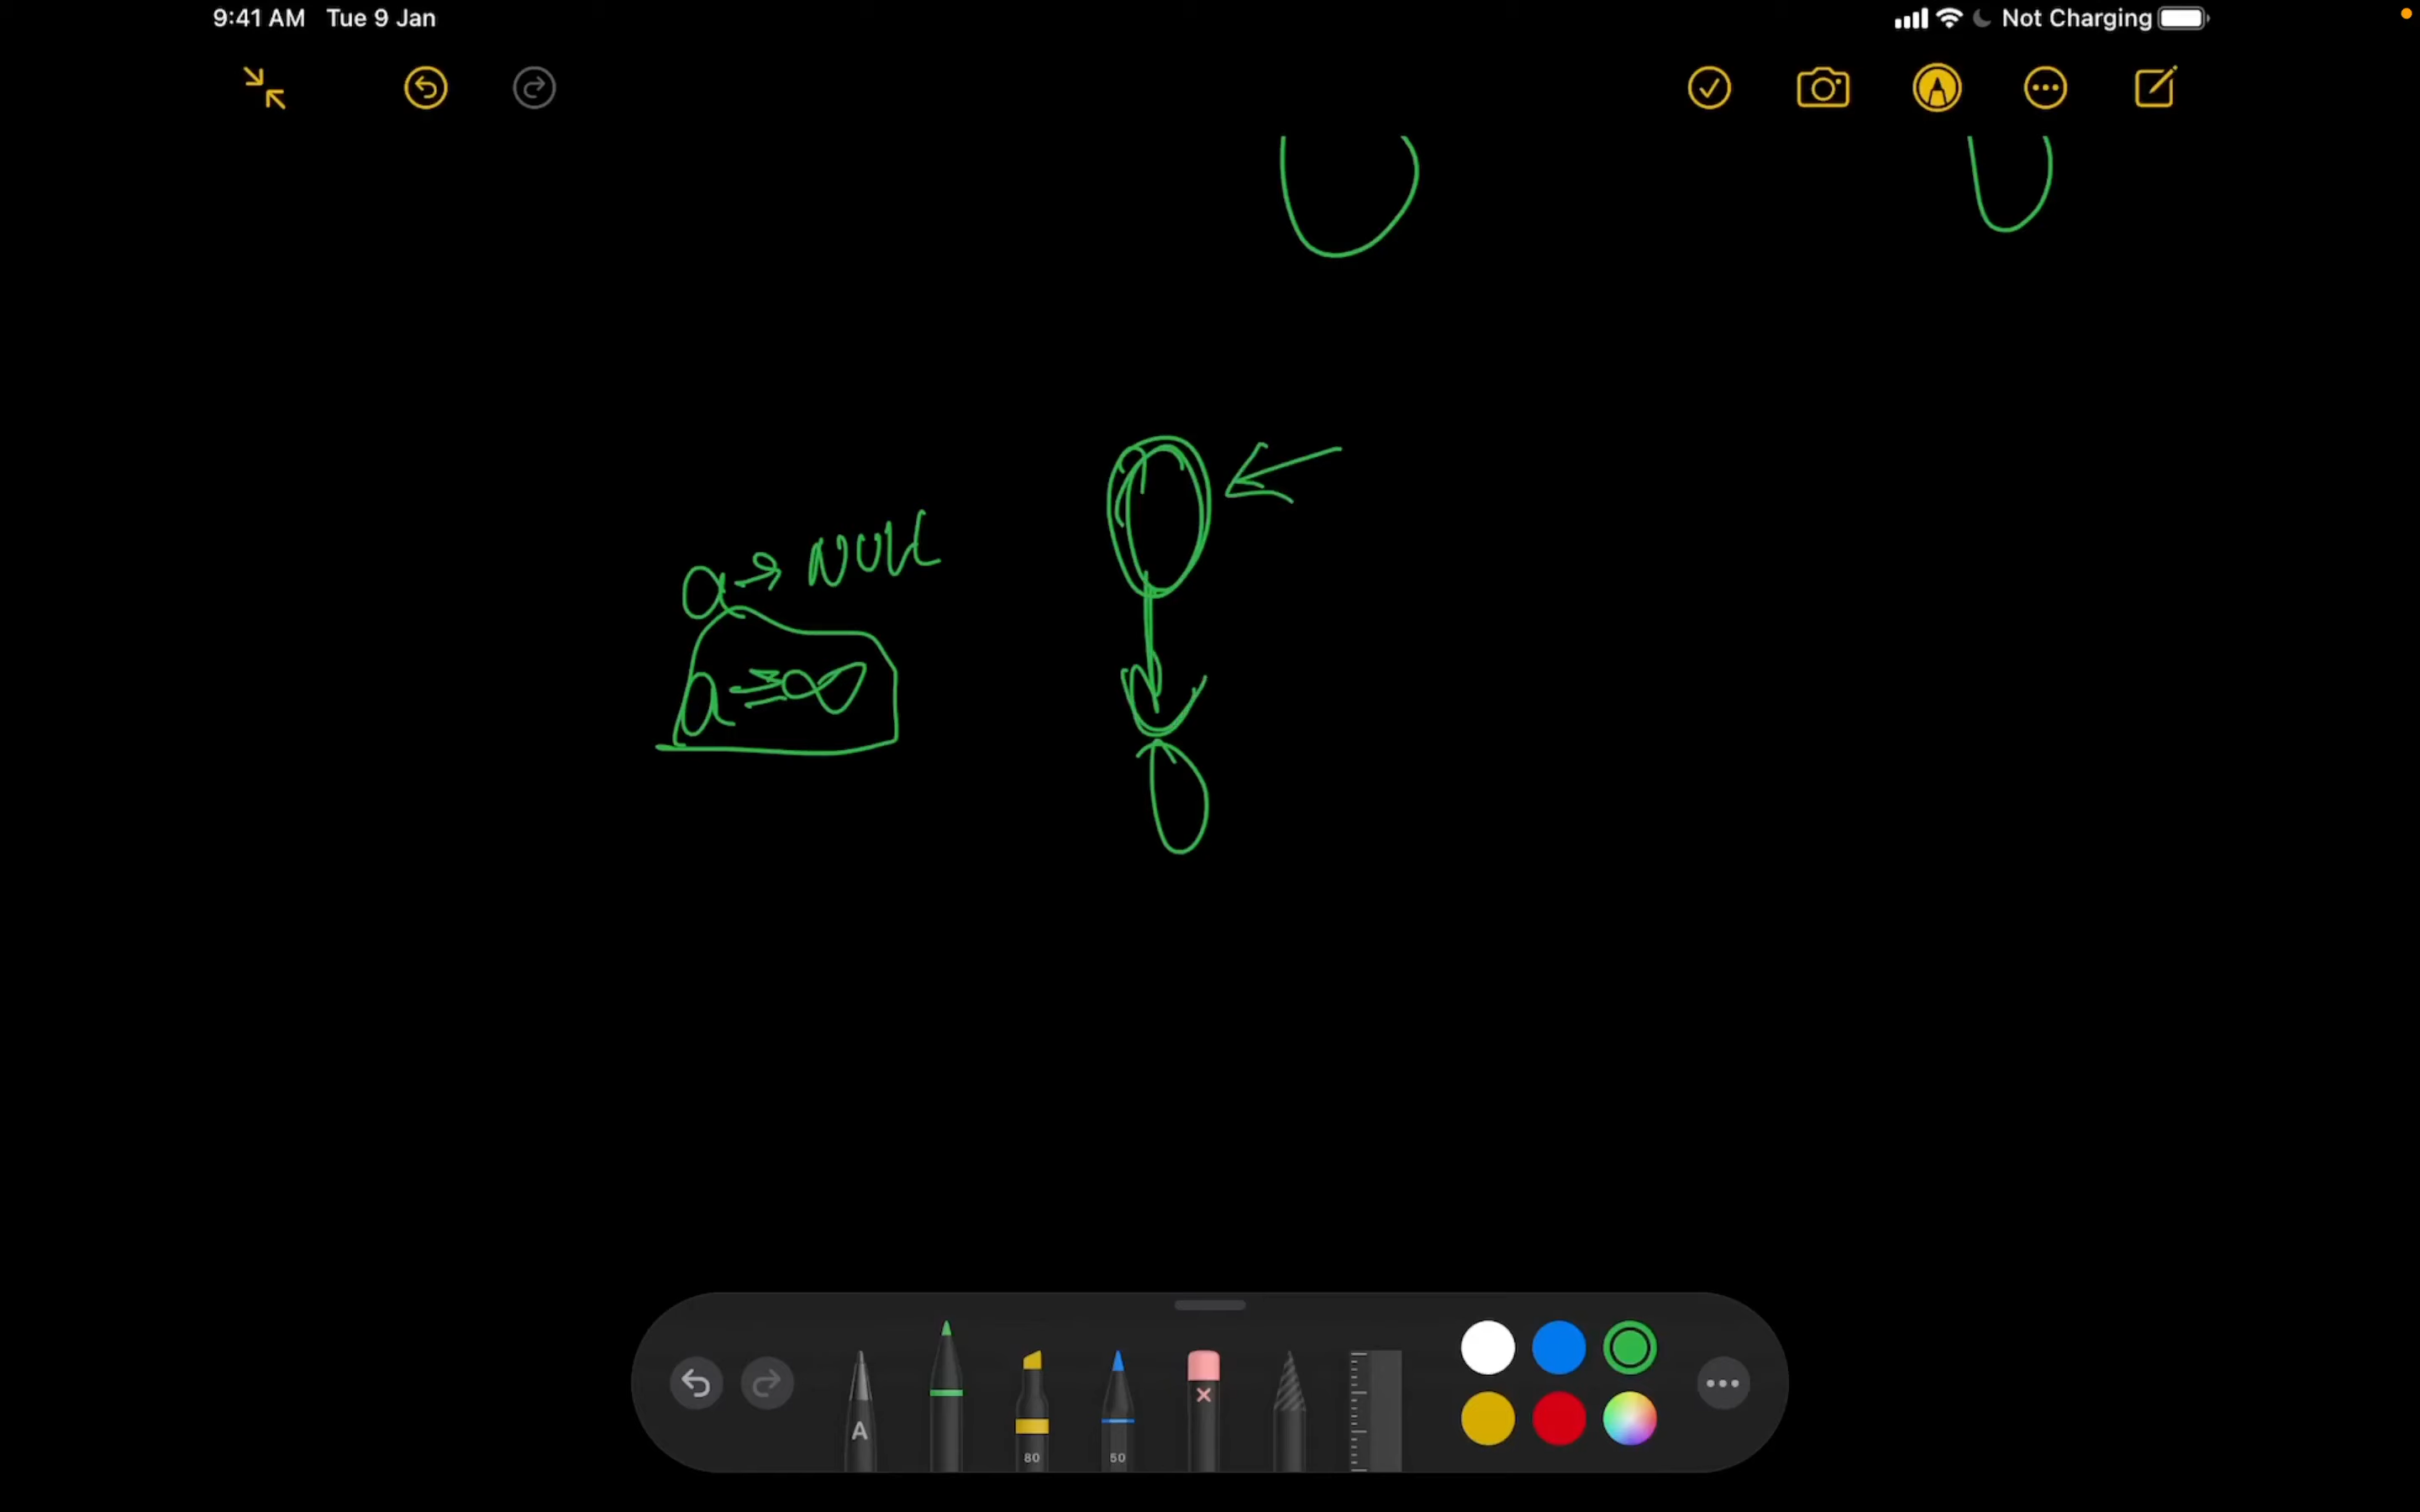 9:41 AM Tue 9 Jan
Not Charging
a → NULL
a = ∞
A
80
50